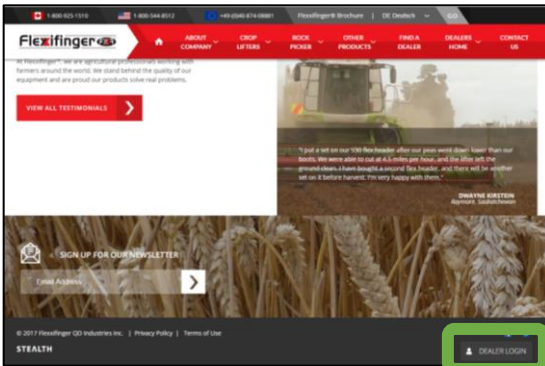 1-800-925-1510
1-800-544-8512
+49-(0)40-874-08881
Flexxifinger® Brochure | DE Deutsch
GO
Flexxifinger
ABOUT COMPANY
CROP LIFTERS
ROCK PICKER
OTHER PRODUCTS
FIND A DEALER
DEALERS HOME
CONTACT US
At Flexxifinger™, we are agricultural professionals working with
farmers around the world. We stand behind the quality of our
equipment and are proud our products solve real problems.
VIEW ALL TESTIMONIALS
"I put a set on our 930 flex header after our peas went down lower than our
boots. We were able to cut at 4.5 miles per hour, and the lifter left the
ground clean. I have bought a second flex header, and there will be another
set on it before harvest. I'm very happy with them."
DWAYNE KIRSTEIN
Raymore, Saskatchewan
SIGN UP FOR OUR NEWSLETTER
Email Address
© 2017 Flexxifinger QD Industries Inc. | Privacy Policy | Terms of Use
STEALTH
DEALER LOGIN